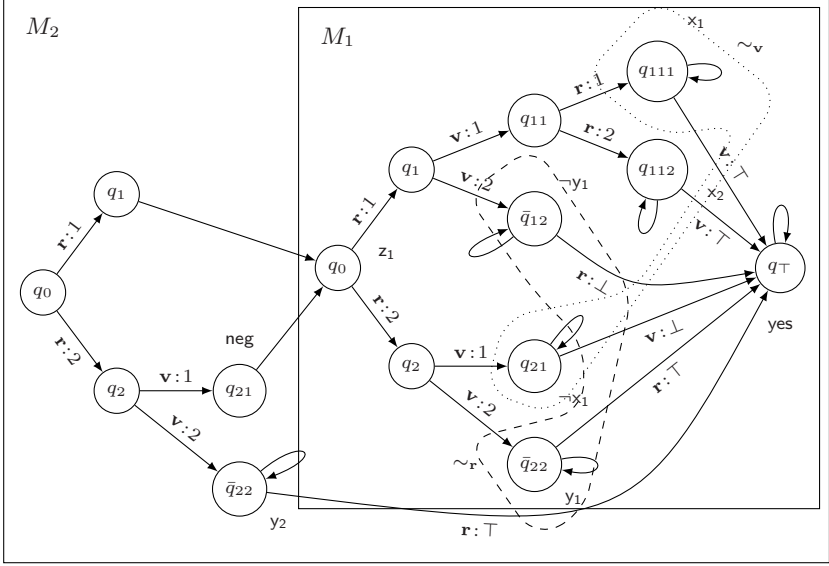 M₂
M₁
x₁
∼ᵥ
q₁₁₁
r:1
q₁₁
v:1
r:2
q₁
q₁₁₂
v:⊤
x₂
v:2
¬y₁
q̄₁₂
v:⊤
q₁
r:1
r:1
q₀
z₁
q⊤
yes
q₀
r:⊥
r:2
r:2
neg
q₂
v:1
q₂₁
q₂
v:1
q₂₁
v:⊥
¬x₁
r:⊤
v:2
v:2
∼ᵣ
q̄₂₂
y₁
q̄₂₂
y₂
r:⊤